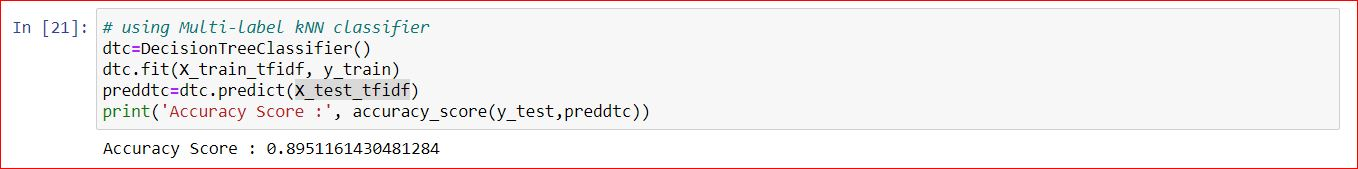 In [21]: # using Multi-label kNN classifier
dtc=DecisionTreeClassifier()
dtc.fit(X_train_tfidf, y_train)
preddtc=dtc.predict(X_test_tfidf)
print('Accuracy Score :', accuracy_score(y_test,preddtc))
Accuracy Score : 0.8951161430481284